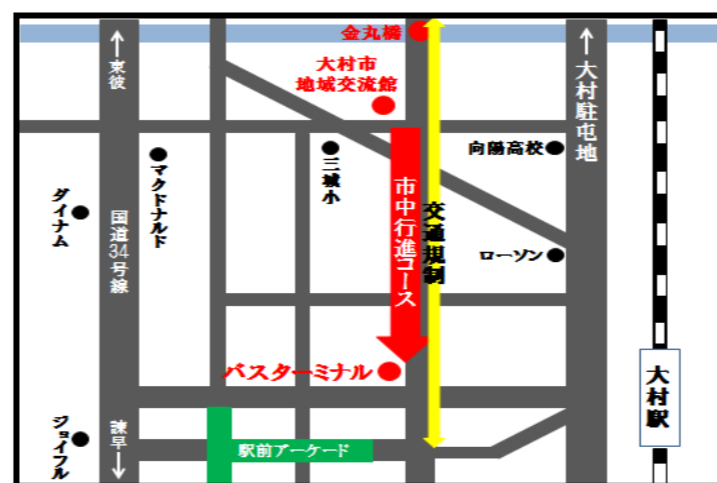 金丸橋
大村市
地域交流館
東彼
大村駐屯地
マクドナルド
三城小
向陽高校
ダイナム
国道34号線
市中行進コース
交通規制
ローソン
バスターミナル
大村駅
ジョイフル
諫早
駅前アーケード